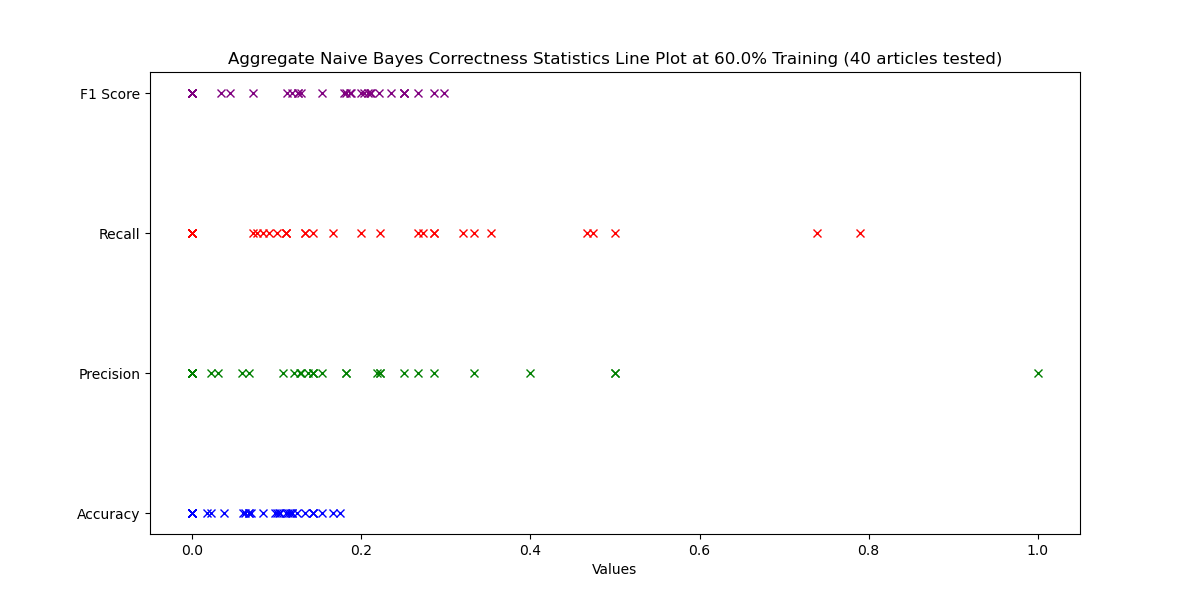 Aggregate Naive Bayes Correctness Statistics Line Plot at 60.0% Training (40 articles tested)
F1 Score
Recall
Precision
Accuracy
0.0 0.2 0.4 0.6 0.8 1.0
Values